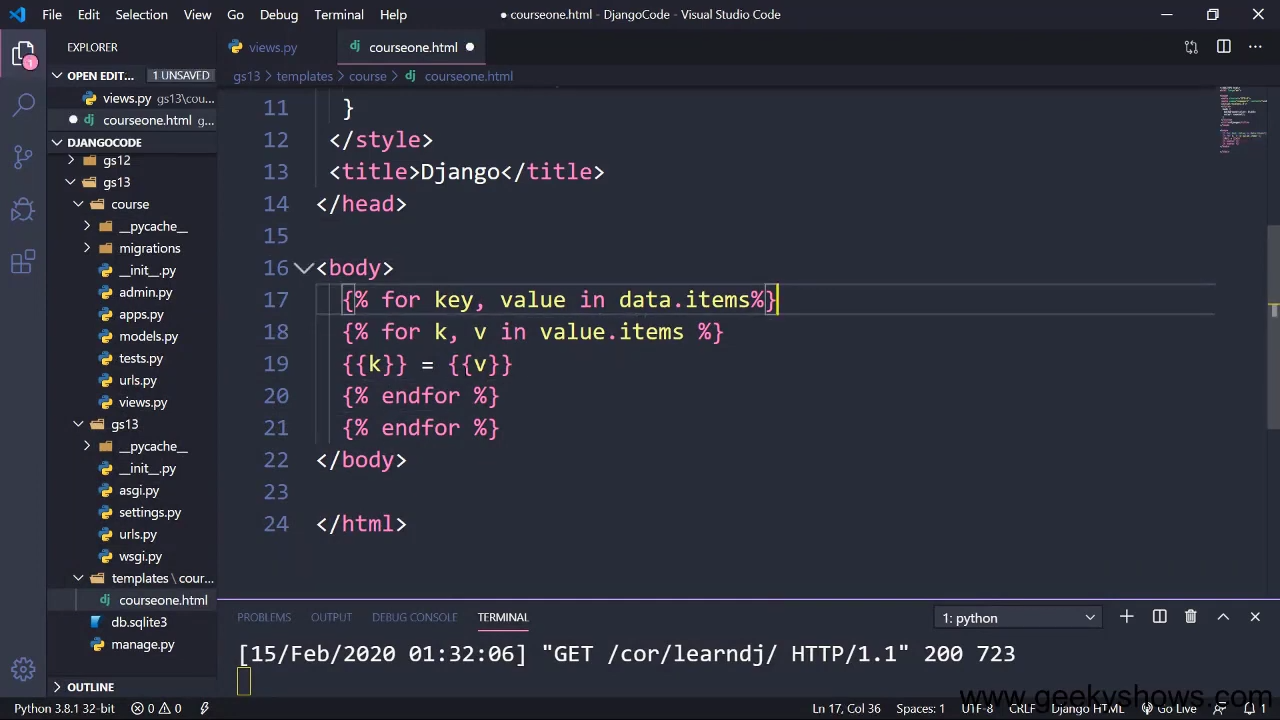 File Edit Selection View Go Debug Terminal Help
● courseone.html - DjangoCode - Visual Studio Code
EXPLORER
1
OPEN EDIT... 1 UNSAVED
views.py gs13\cou...
courseone.html g...
DJANGOCODE
gs12
gs13
course
__pycache__
migrations
__init__.py
admin.py
apps.py
models.py
tests.py
urls.py
views.py
gs13
__pycache__
__init__.py
asgi.py
settings.py
urls.py
wsgi.py
templates \ cour...
courseone.html
db.sqlite3
manage.py
OUTLINE
views.py
courseone.html
gs13 > templates > course > courseone.html
11 }
12 </style>
13 <title>Django</title>
14 </head>
15
16 <body>
17 {% for key, value in data.items%}
18 {% for k, v in value.items %}
19 {{k}} = {{v}}
20 {% endfor %}
21 {% endfor %}
22 </body>
23
24 </html>
PROBLEMS OUTPUT DEBUG CONSOLE TERMINAL
1: python
[15/Feb/2020 01:32:06] "GET /cor/learndj/ HTTP/1.1" 200 723
Python 3.8.1 32-bit 0 0
Ln 17, Col 36 Spaces: 1 UTF-8 CRLF Django HTML Go Live 1
www.geekyshows.com